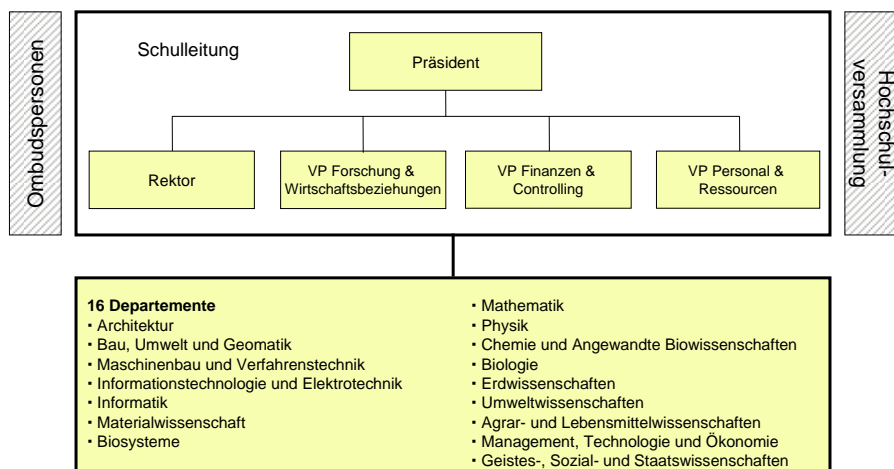 Ombudspersonen
Schulleitung
Präsident
Rektor
VP Forschung &
Wirtschaftsbeziehungen
VP Finanzen &
Controlling
VP Personal &
Ressourcen
Hochschul-
versammlung
16 Departemente
▪ Architektur
▪ Bau, Umwelt und Geomatik
▪ Maschinenbau und Verfahrenstechnik
▪ Informationstechnologie und Elektrotechnik
▪ Informatik
▪ Materialwissenschaft
▪ Biosysteme
▪ Mathematik
▪ Physik
▪ Chemie und Angewandte Biowissenschaften
▪ Biologie
▪ Erdwissenschaften
▪ Umweltwissenschaften
▪ Agrar- und Lebensmittelwissenschaften
▪ Management, Technologie und Ökonomie
▪ Geistes-, Sozial- und Staatswissenschaften